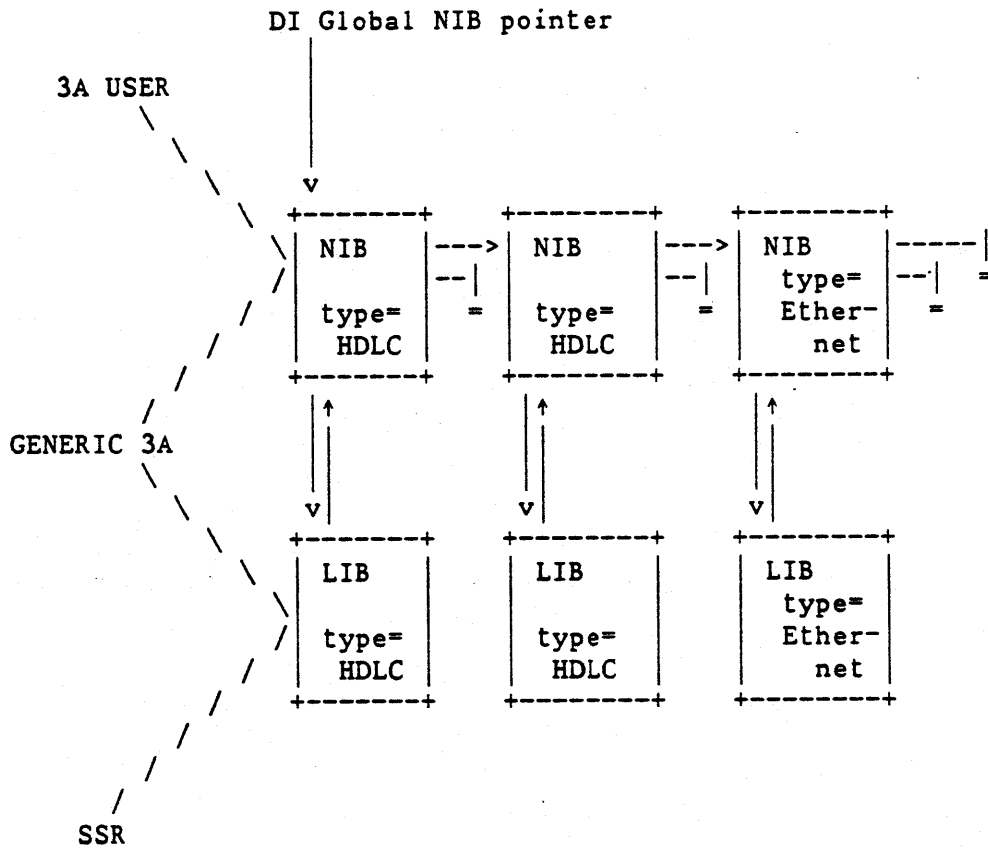 DI Global NIB pointer
3A USER
NIB NIB NIB
type= type= type=
HDLC HDLC Ether-
net
GENERIC 3A
LIB LIB LIB
type= type= type=
HDLC HDLC Ether-
net
SSR